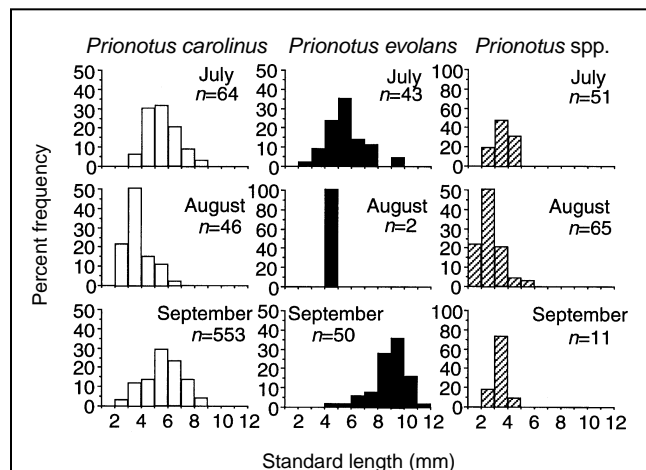 Prionotus carolinus Prionotus evolans Prionotus spp.
Percent frequency
50
40
30
20
10
0
July
n=64
50
40
30
20
10
0
July
n=43
100
80
60
40
20
0
July
n=51
50
40
30
20
10
0
August
n=46
100
80
60
40
20
0
August
n=2
50
40
30
20
10
0
August
n=65
50
40
30
20
10
0
September
n=553
50
40
30
20
10
0
September
n=50
100
80
60
40
20
0
September
n=11
2 4 6 8 10 12
2 4 6 8 10 12
2 4 6 8 10 12
Standard length (mm)